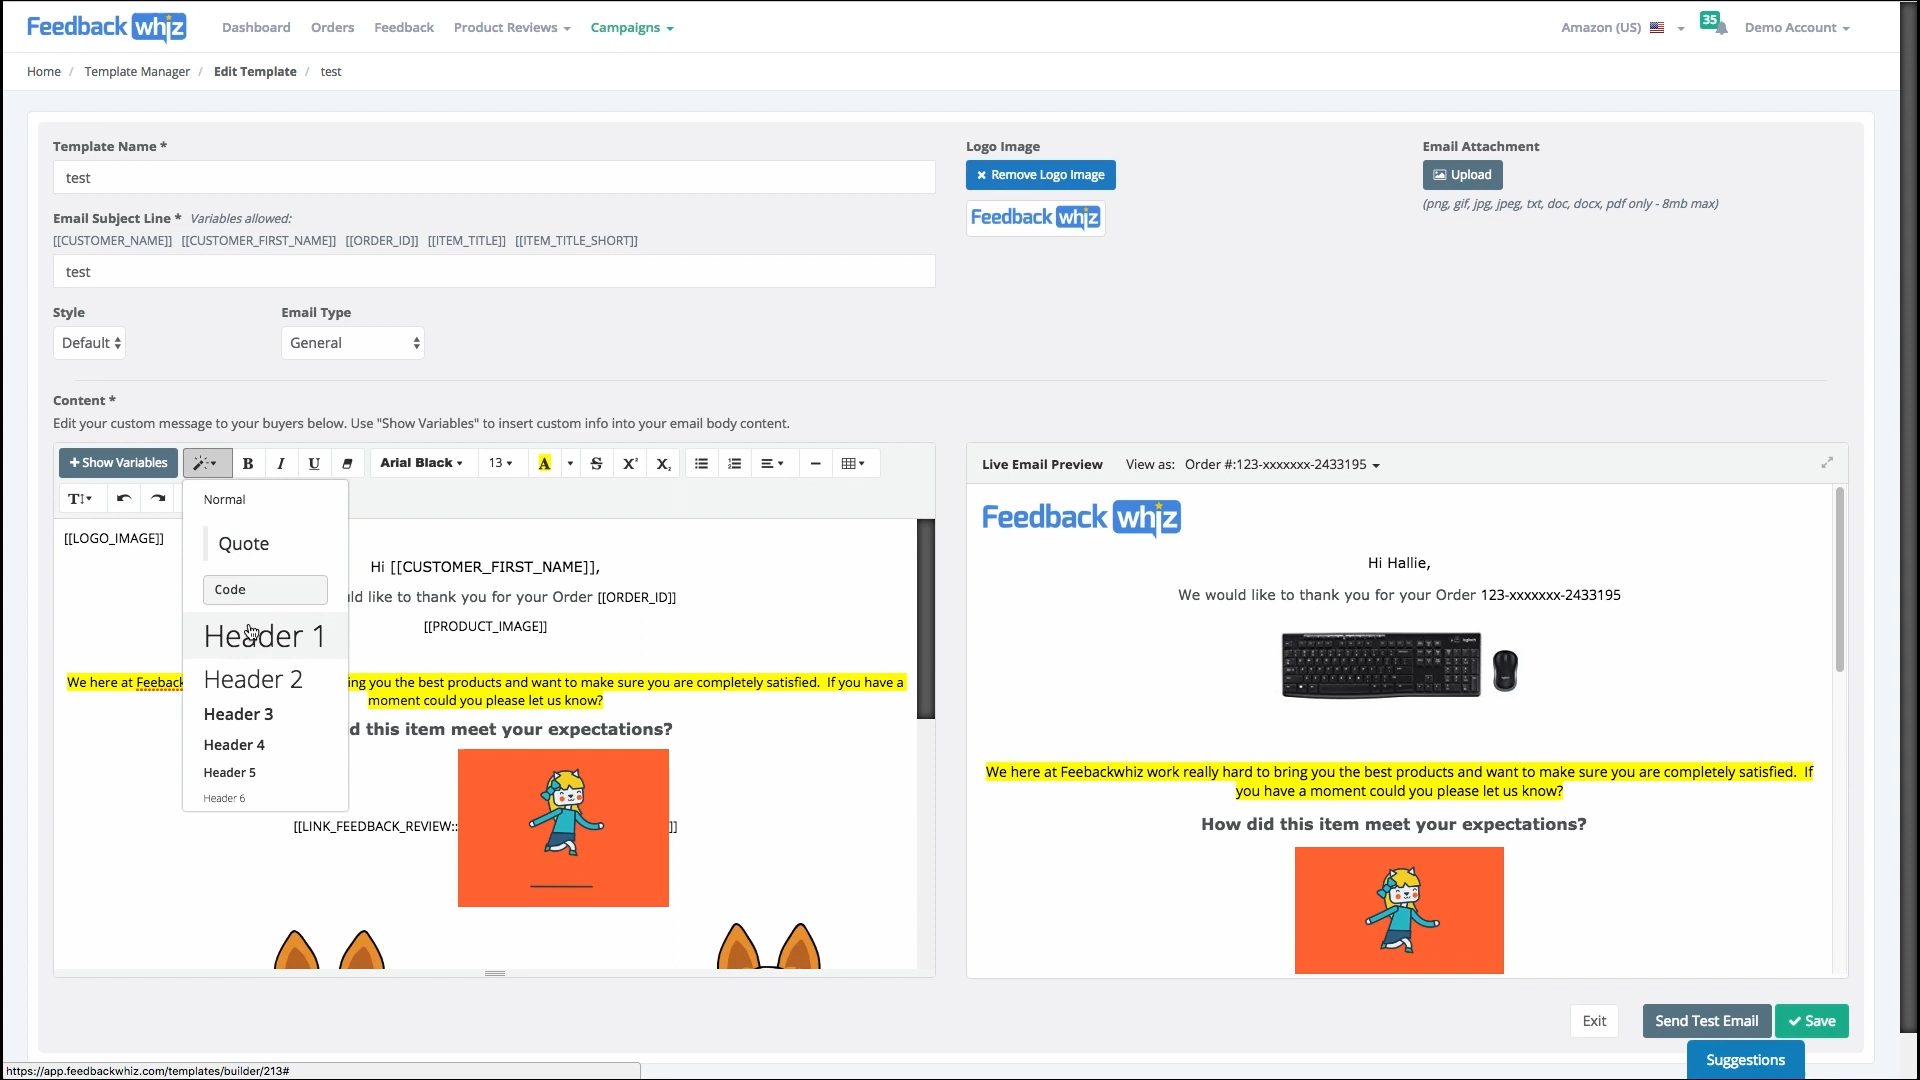 Feedback whiz Dashboard Orders Feedback Product Reviews Campaigns Amazon (US) 35 Demo Account
Home / Template Manager / Edit Template / test
Template Name * Logo Image Email Attachment
test × Remove Logo Image Upload
(png, gif, jpg, jpeg, txt, doc, docx, pdf only - 8mb max)
Feedback whiz
Email Subject Line * Variables allowed:
[[CUSTOMER_NAME]] [[CUSTOMER_FIRST_NAME]] [[ORDER_ID]] [[ITEM_TITLE]] [[ITEM_TITLE_SHORT]]
test
Style Email Type
Default General
Content *
Edit your custom message to your buyers below. Use "Show Variables" to insert custom info into your email body content.
+ Show Variables B I U Arial Black 13 A S X² X₂
T
Normal
Quote
Code
Header 1
Header 2
Header 3
Header 4
Header 5
Header 6
[[LOGO_IMAGE]]
Hi [[CUSTOMER_FIRST_NAME]],
ld like to thank you for your Order [[ORDER_ID]]
[[PRODUCT_IMAGE]]
We here at Feeback ing you the best products and want to make sure you are completely satisfied. If you have a
moment could you please let us know?
d this item meet your expectations?
[[LINK_FEEDBACK_REVIEW:: ]]
Live Email Preview View as: Order #:123-xxxxxxx-2433195
Feedback whiz
Hi Hallie,
We would like to thank you for your Order 123-xxxxxxx-2433195
We here at Feebackwhiz work really hard to bring you the best products and want to make sure you are completely satisfied. If
you have a moment could you please let us know?
How did this item meet your expectations?
Exit Send Test Email Save
Suggestions
https://app.feedbackwhiz.com/templates/builder/213#